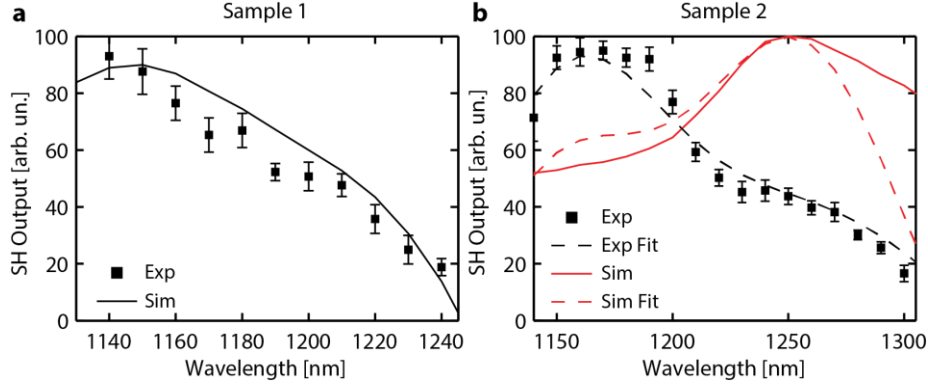 a
Sample 1
SH Output [arb. un.]
100
80
60
40
20
0
Exp
Sim
1140 1160 1180 1200 1220 1240
Wavelength [nm]
b
Sample 2
SH Output [arb. un.]
100
80
60
40
20
0
Exp
Exp Fit
Sim
Sim Fit
1150 1200 1250 1300
Wavelength [nm]